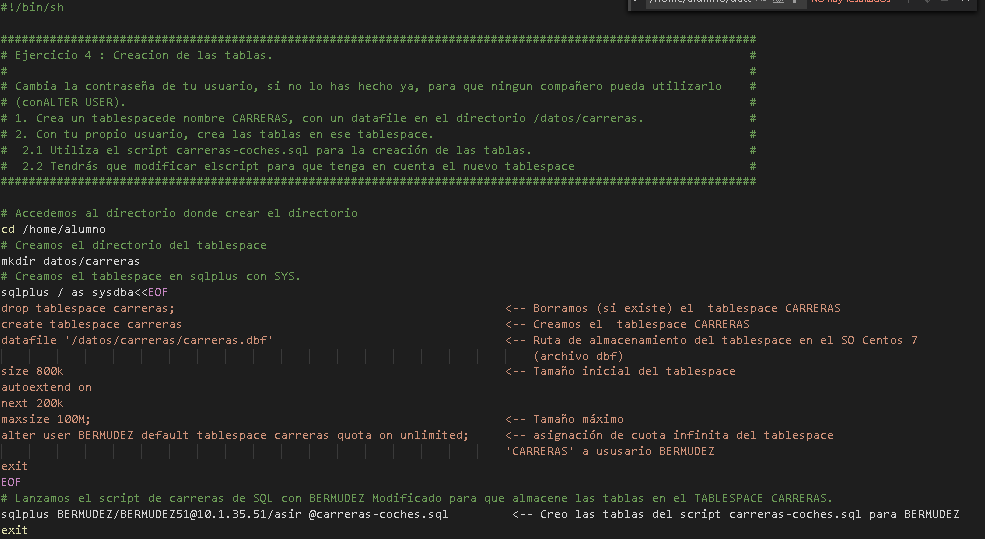 #!/bin/sh
No hay resultados
############################################################################################################
# Ejercicio 4 : Creacion de las tablas. #
# #
# Cambia la contraseña de tu usuario, si no lo has hecho ya, para que ningun compañero pueda utilizarlo #
# (conALTER USER). #
# 1. Crea un tablespacede nombre CARRERAS, con un datafile en el directorio /datos/carreras. #
# 2. Con tu propio usuario, crea las tablas en ese tablespace. #
# 2.1 Utiliza el script carreras-coches.sql para la creación de las tablas. #
# 2.2 Tendrás que modificar elscript para que tenga en cuenta el nuevo tablespace #
############################################################################################################
# Accedemos al directorio donde crear el directorio
cd /home/alumno
# Creamos el directorio del tablespace
mkdir datos/carreras
# Creamos el tablespace en sqlplus con SYS.
sqlplus / as sysdba<<EOF
drop tablespace carreras; <-- Borramos (si existe) el tablespace CARRERAS
create tablespace carreras <-- Creamos el tablespace CARRERAS
datafile '/datos/carreras/carreras.dbf' <-- Ruta de almacenamiento del tablespace en el SO Centos 7
(archivo dbf)
size 800k <-- Tamaño inicial del tablespace
autoextend on
next 200k
maxsize 100M; <-- Tamaño máximo
alter user BERMUDEZ default tablespace carreras quota on unlimited; <-- asignación de cuota infinita del tablespace
'CARRERAS' a ususario BERMUDEZ
exit
EOF
# Lanzamos el script de carreras de SQL con BERMUDEZ Modificado para que almacene las tablas en el TABLESPACE CARRERAS.
sqlplus BERMUDEZ/BERMUDEZ51@10.1.35.51/asir @carreras-coches.sql <-- Creo las tablas del script carreras-coches.sql para BERMUDEZ
exit